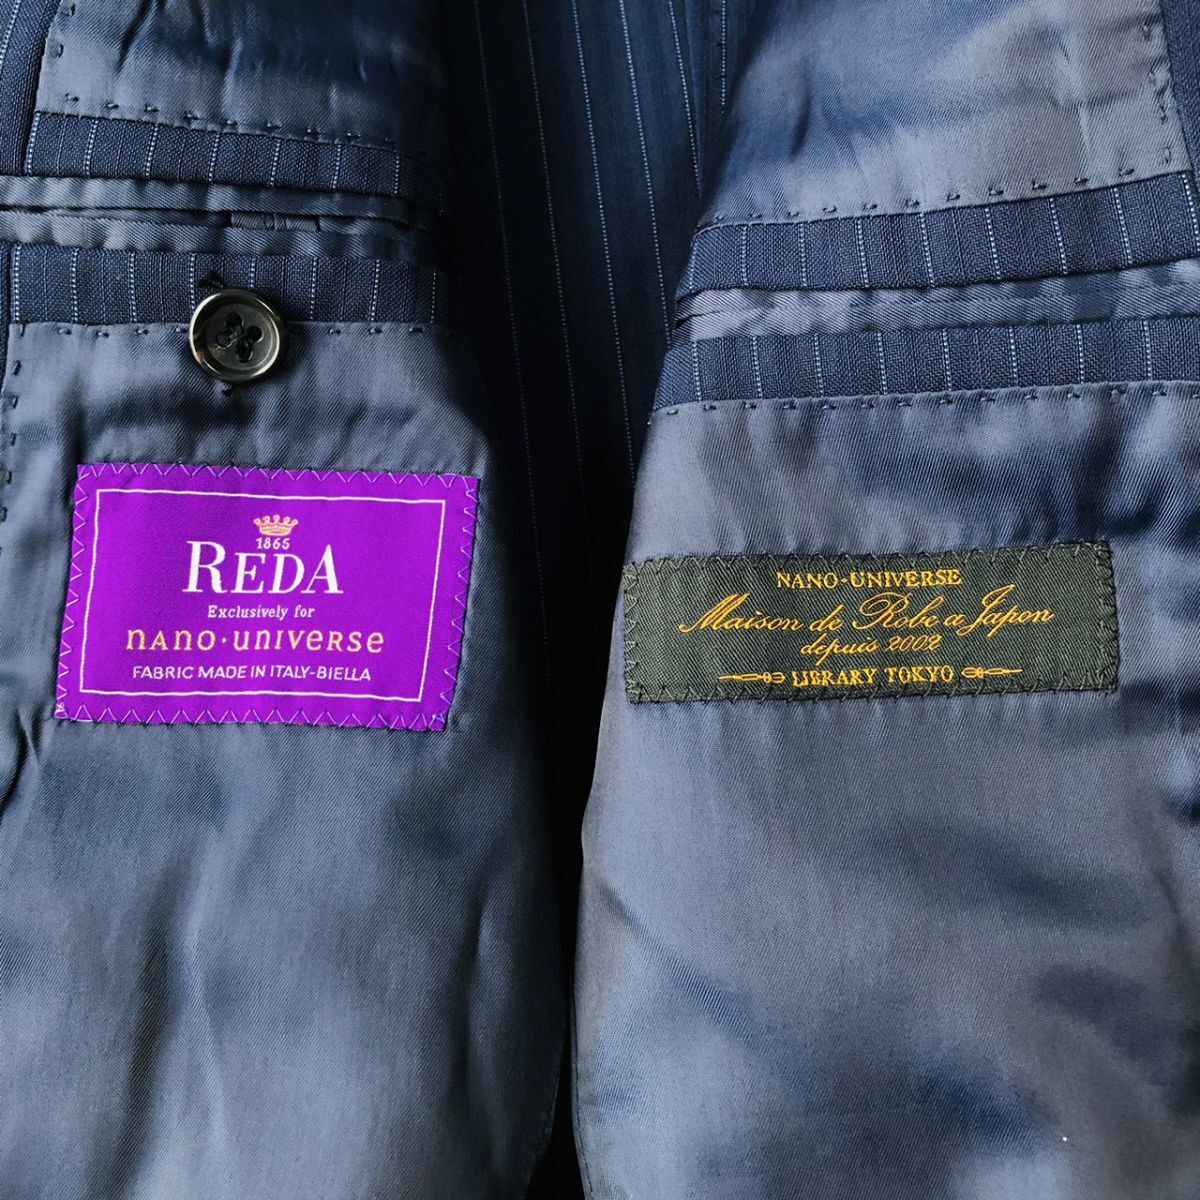 1865
REDA
Exclusively for
nano·universe
FABRIC MADE IN ITALY-BIELLA
NANO-UNIVERSE
Maison de Robe a Japon
depuis 2002
LIBRARY TOKYO